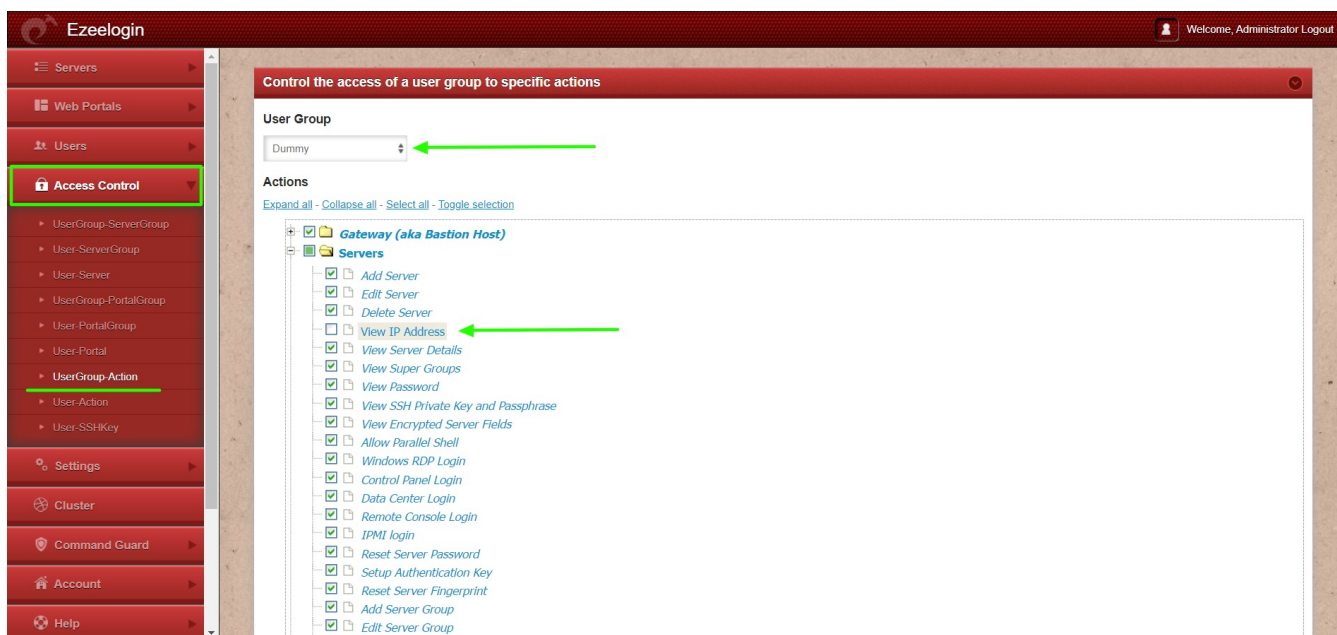 Ezeelogin
Welcome, Administrator Logout
Servers
Web Portals
Users
Access Control
UserGroup-ServerGroup
User-ServerGroup
User-Server
UserGroup-PortalGroup
User-PortalGroup
User-Portal
UserGroup-Action
User-Action
User-SSHKey
Settings
Cluster
Command Guard
Account
Help
Control the access of a user group to specific actions
User Group
Dummy
Actions
Expand all - Collapse all - Select all - Toggle selection
Gateway (aka Bastion Host)
Servers
Add Server
Edit Server
Delete Server
View IP Address
View Server Details
View Super Groups
View Password
View SSH Private Key and Passphrase
View Encrypted Server Fields
Allow Parallel Shell
Windows RDP Login
Control Panel Login
Data Center Login
Remote Console Login
IPMI login
Reset Server Password
Setup Authentication Key
Reset Server Fingerprint
Add Server Group
Edit Server Group